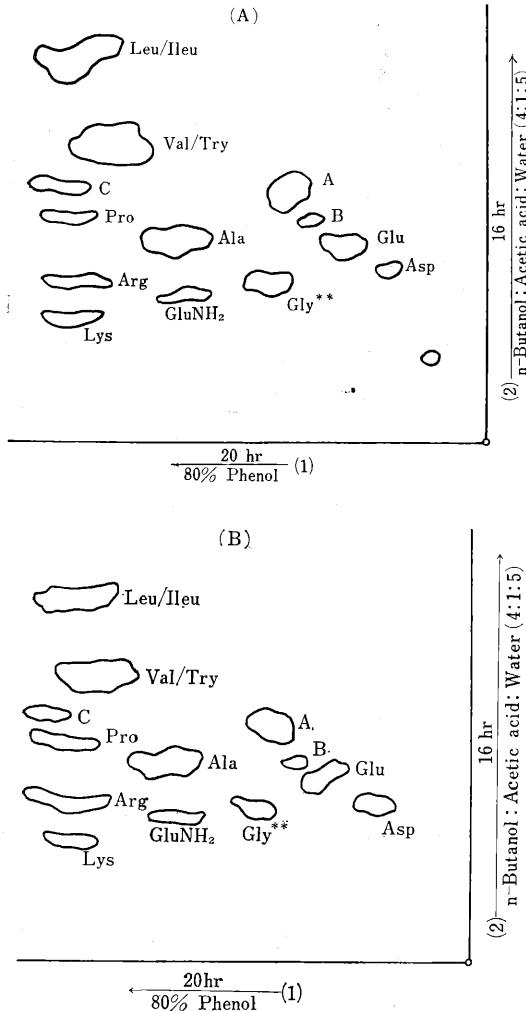 (A)
Leu/Ileu
Val/Try
C
A
B
Pro
Ala
Glu
Asp
Arg
GluNH₂
Gly**
Lys
16 hr
(2) n-Butanol: Acetic acid: Water (4:1:5)
20 hr
80% Phenol (1)
(B)
Leu/Ileu
Val/Try
C
A.
Pro
B.
Ala
Glu
Arg
GluNH₂
Gly**
Asp
Lys
16 hr
(2) n-Butanol: Acetic acid: Water (4:1:5)
20hr
80% Phenol (1)